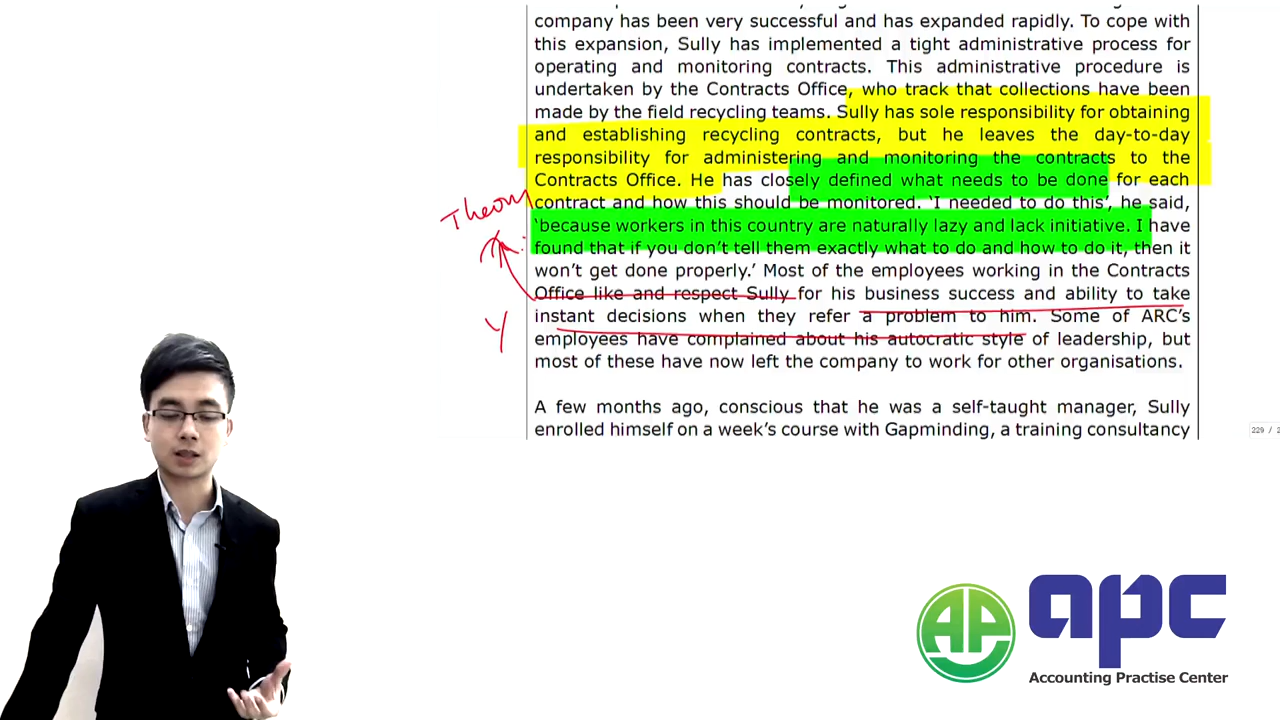 company has been very successful and has expanded rapidly. To cope with
this expansion, Sully has implemented a tight administrative process for
operating and monitoring contracts. This administrative procedure is
undertaken by the Contracts Office, who track that collections have been
made by the field recycling teams. Sully has sole responsibility for obtaining
and establishing recycling contracts, but he leaves the day-to-day
responsibility for administering and monitoring the contracts to the
Contracts Office. He has closely defined what needs to be done for each
contract and how this should be monitored. ‘I needed to do this’, he said,
‘because workers in this country are naturally lazy and lack initiative. I have
found that if you don’t tell them exactly what to do and how to do it, then it
won’t get done properly.’ Most of the employees working in the Contracts
Office like and respect Sully for his business success and ability to take
instant decisions when they refer a problem to him. Some of ARC’s
employees have complained about his autocratic style of leadership, but
most of these have now left the company to work for other organisations.
A few months ago, conscious that he was a self-taught manager, Sully
enrolled himself on a week’s course with Gapminding, a training consultancy
Theory
Y
229 / 2
AP
apc
Accounting Practise Center